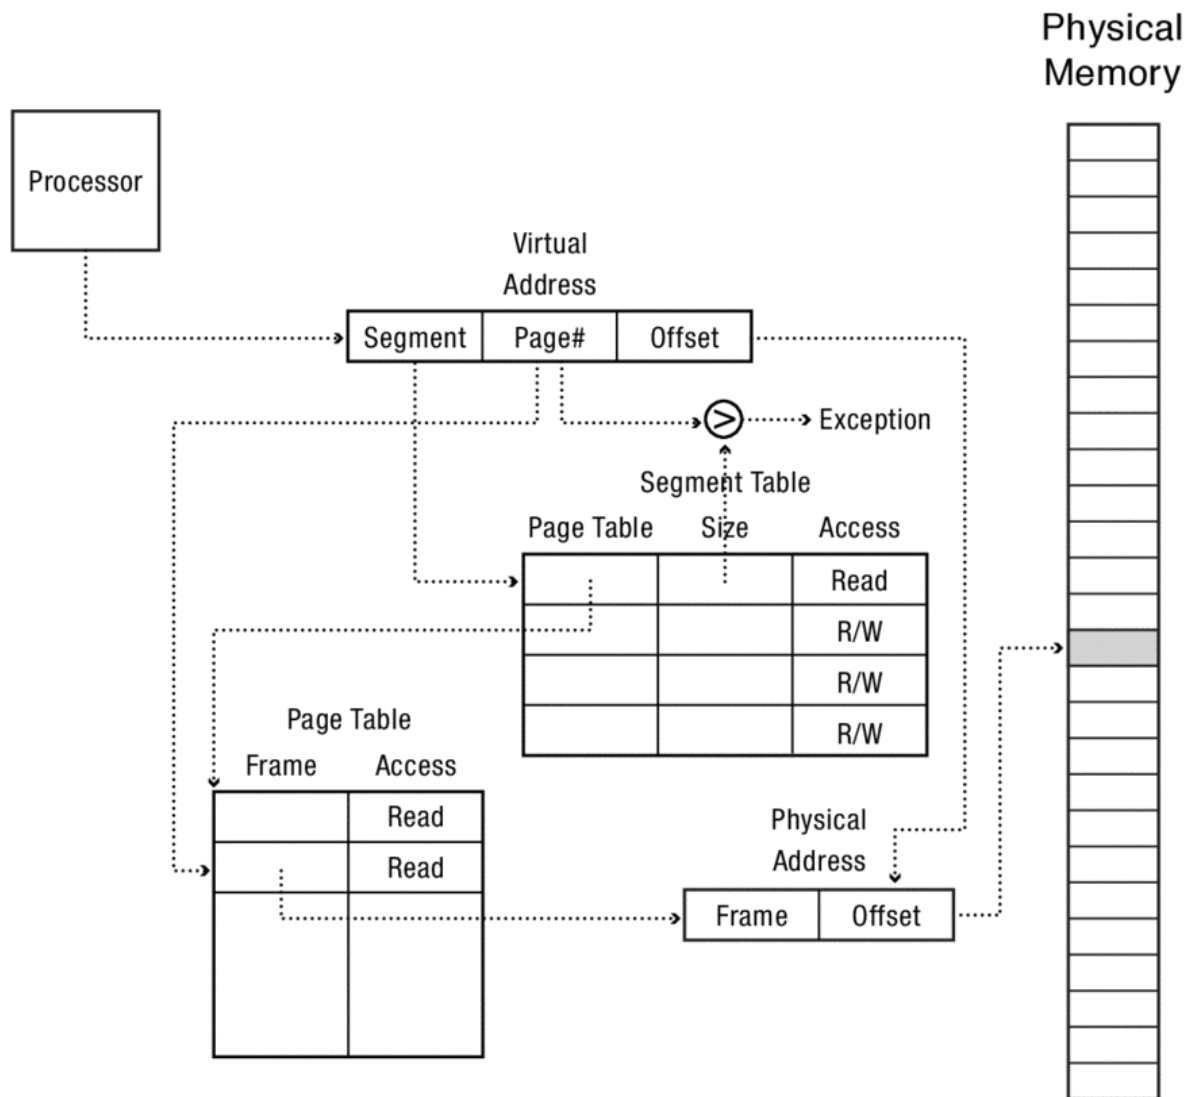 Physical
Memory
Processor
Virtual
Address
Segment Page# Offset
> Exception
Segment Table
Page Table Size Access
Read
R/W
R/W
R/W
Page Table
Frame Access
Read
Read
Physical
Address
Frame Offset